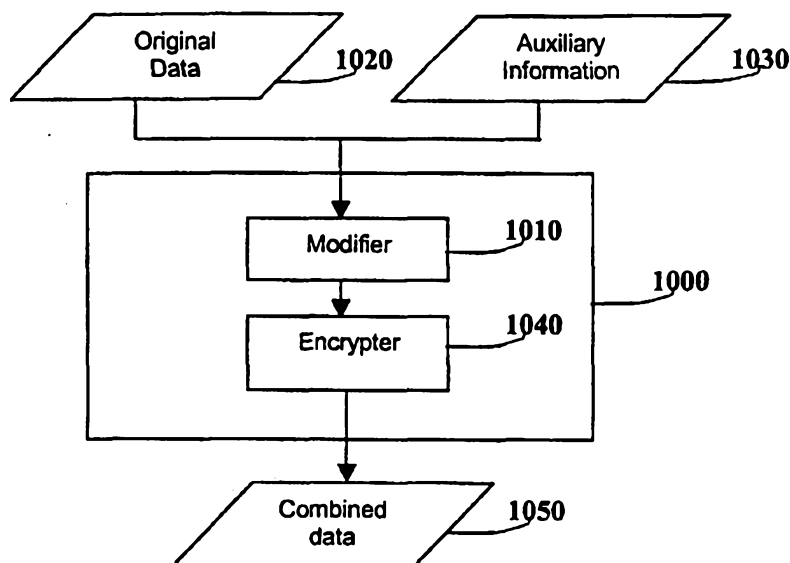 Original
Data
1020
Auxiliary
Information
1030
Modifier
1010
1000
Encrypter
1040
Combined
data
1050